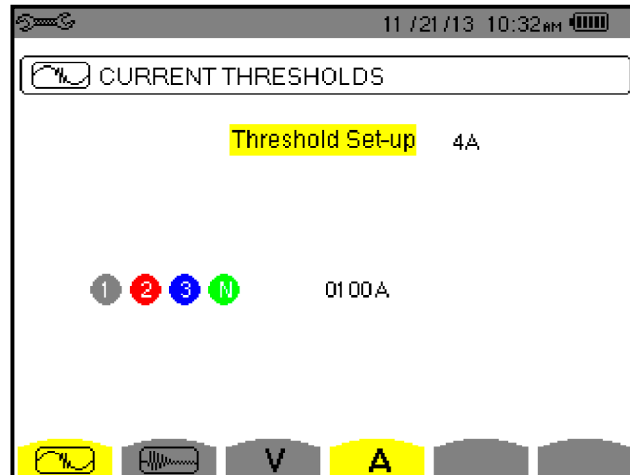 11/21/13 10:32AM
CURRENT THRESHOLDS
Threshold Set-up 4A
1 2 3 N 0100A
V A